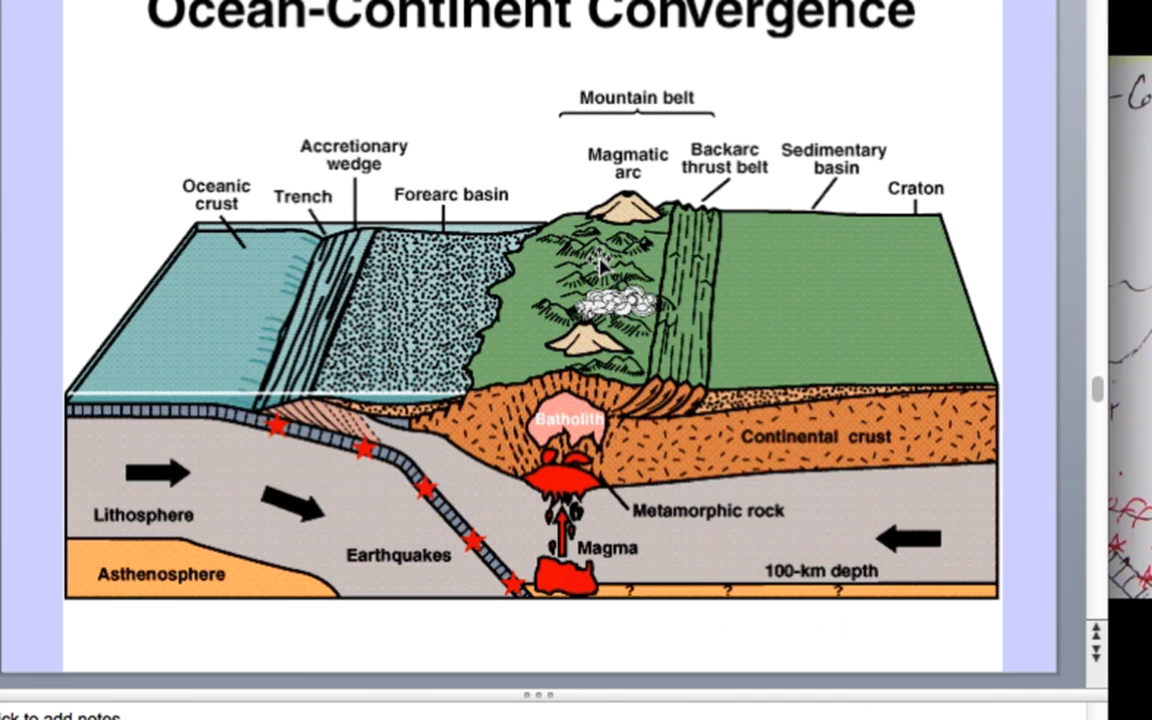 Ocean-Continent Convergence
Mountain belt
Accretionary
wedge
Magmatic
arc
Backarc
thrust belt
Sedimentary
basin
Oceanic
crust
Trench
Forearc basin
Craton
Batholith
Continental crust
Lithosphere
Metamorphic rock
Earthquakes
Magma
Asthenosphere
100-km depth
? ? ?
ick to add notes